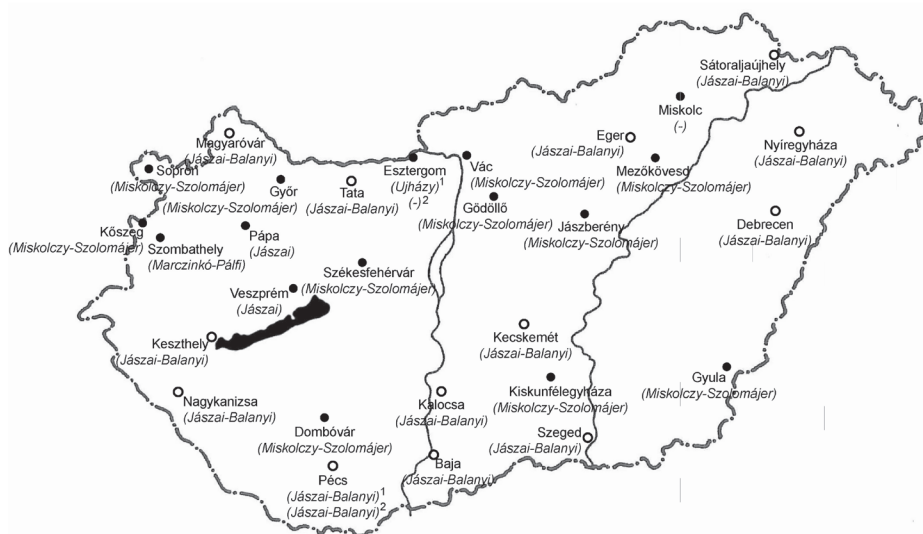 Sátoraljaújhely
(Jászai-Balanyi)
Miskolc
(-)
Magyaróvár
(Jászai-Balanyi)
Eger
(Jászai-Balanyi)
Nyíregyháza
(Jászai-Balanyi)
Sopron
(Miskolczy-Szolomájer)
Győr
(Miskolczy-Szolomájer)
Tata
(Jászai-Balanyi)
Esztergom
(Ujházy)1
(-)2
Vác
(Miskolczy-Szolomájer)
Mezőkövesd
(Miskolczy-Szolomájer)
Gödöllő
(Miskolczy-Szolomájer)
Jászberény
(Miskolczy-Szolomájer)
Debrecen
(Jászai-Balanyi)
Kőszeg
(Miskolczy-Szolomájer)
Szombathely
(Marczinkó-Pálfi)
Pápa
(Jászai)
Székesfehérvár
(Miskolczy-Szolomájer)
Veszprém
(Jászai)
Keszthely
(Jászai-Balanyi)
Kecskemét
(Jászai-Balanyi)
Nagykanizsa
(Jászai-Balanyi)
Kalocsa
(Jászai-Balanyi)
Kiskunfélegyháza
(Miskolczy-Szolomájer)
Gyula
(Miskolczy-Szolomájer)
Dombóvár
(Miskolczy-Szolomájer)
Szeged
(Jászai-Balanyi)
Baja
(Jászai-Balanyi)
Pécs
(Jászai-Balanyi)1
(Jászai-Balanyi)2